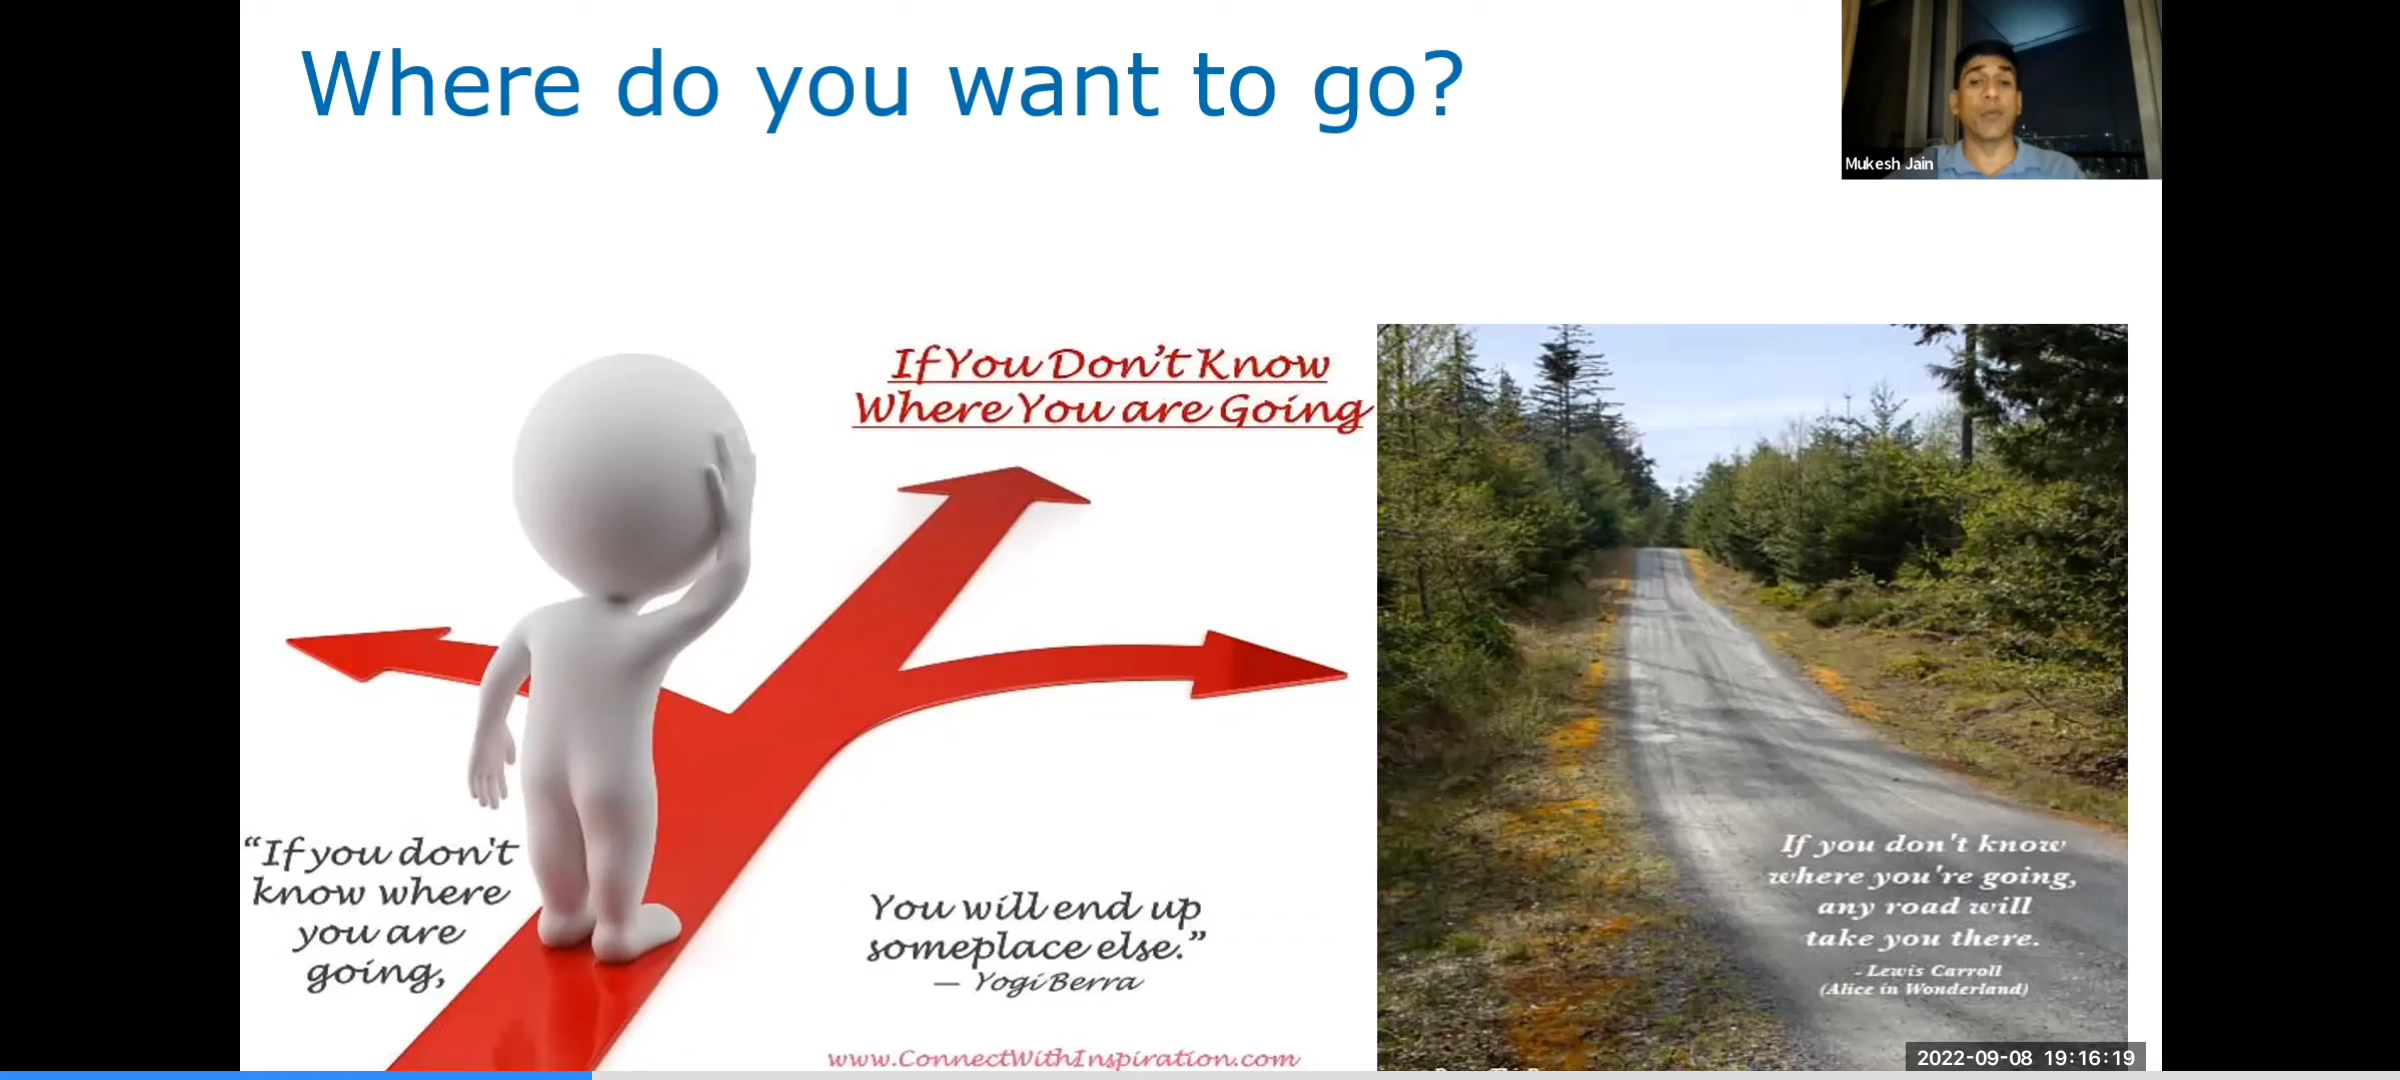 Where do you want to go?
Mukesh Jain
If You Don't Know
Where You are Going
“If you don't
know where
you are
going,
You will end up
someplace else.”
— Yogi Berra
www.ConnectWithInspiration.com
If you don't know
where you're going,
any road will
take you there.
- Lewis Carroll
(Alice in Wonderland)
2022-09-08 19:16:19